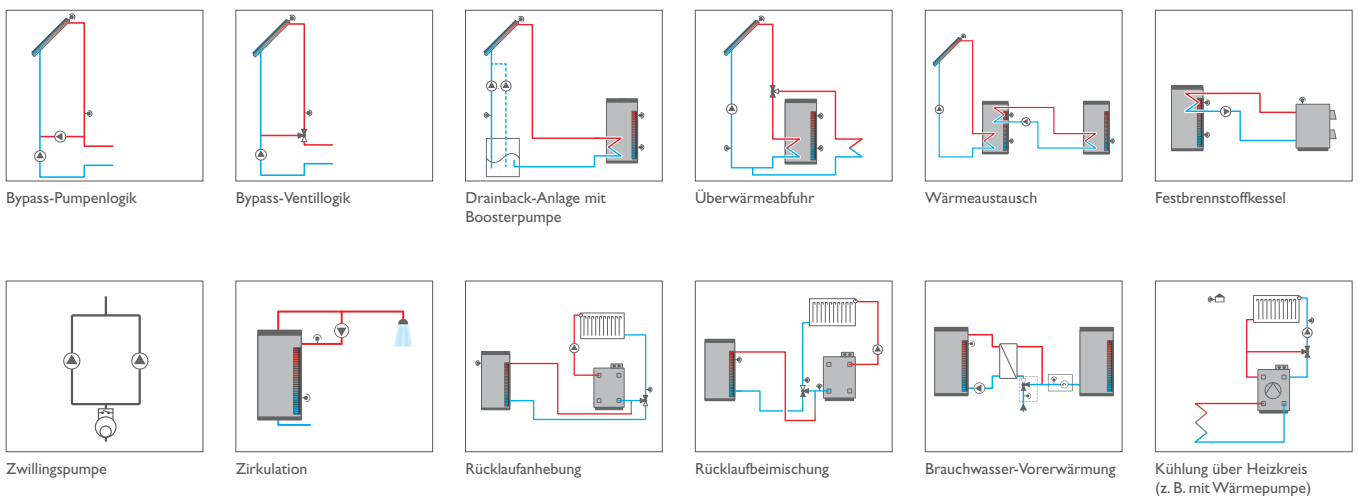 Bypass-Pumpenlogik
Bypass-Ventillogik
Drainback-Anlage mit
Boosterpumpe
Überwärmeabfuhr
Wärmeaustausch
Festbrennstoffkessel
Zwillingspumpe
Zirkulation
Rücklaufanhebung
Rücklaufbeimischung
Brauchwasser-Vorerwärmung
Kühlung über Heizkreis
(z. B. mit Wärmepumpe)